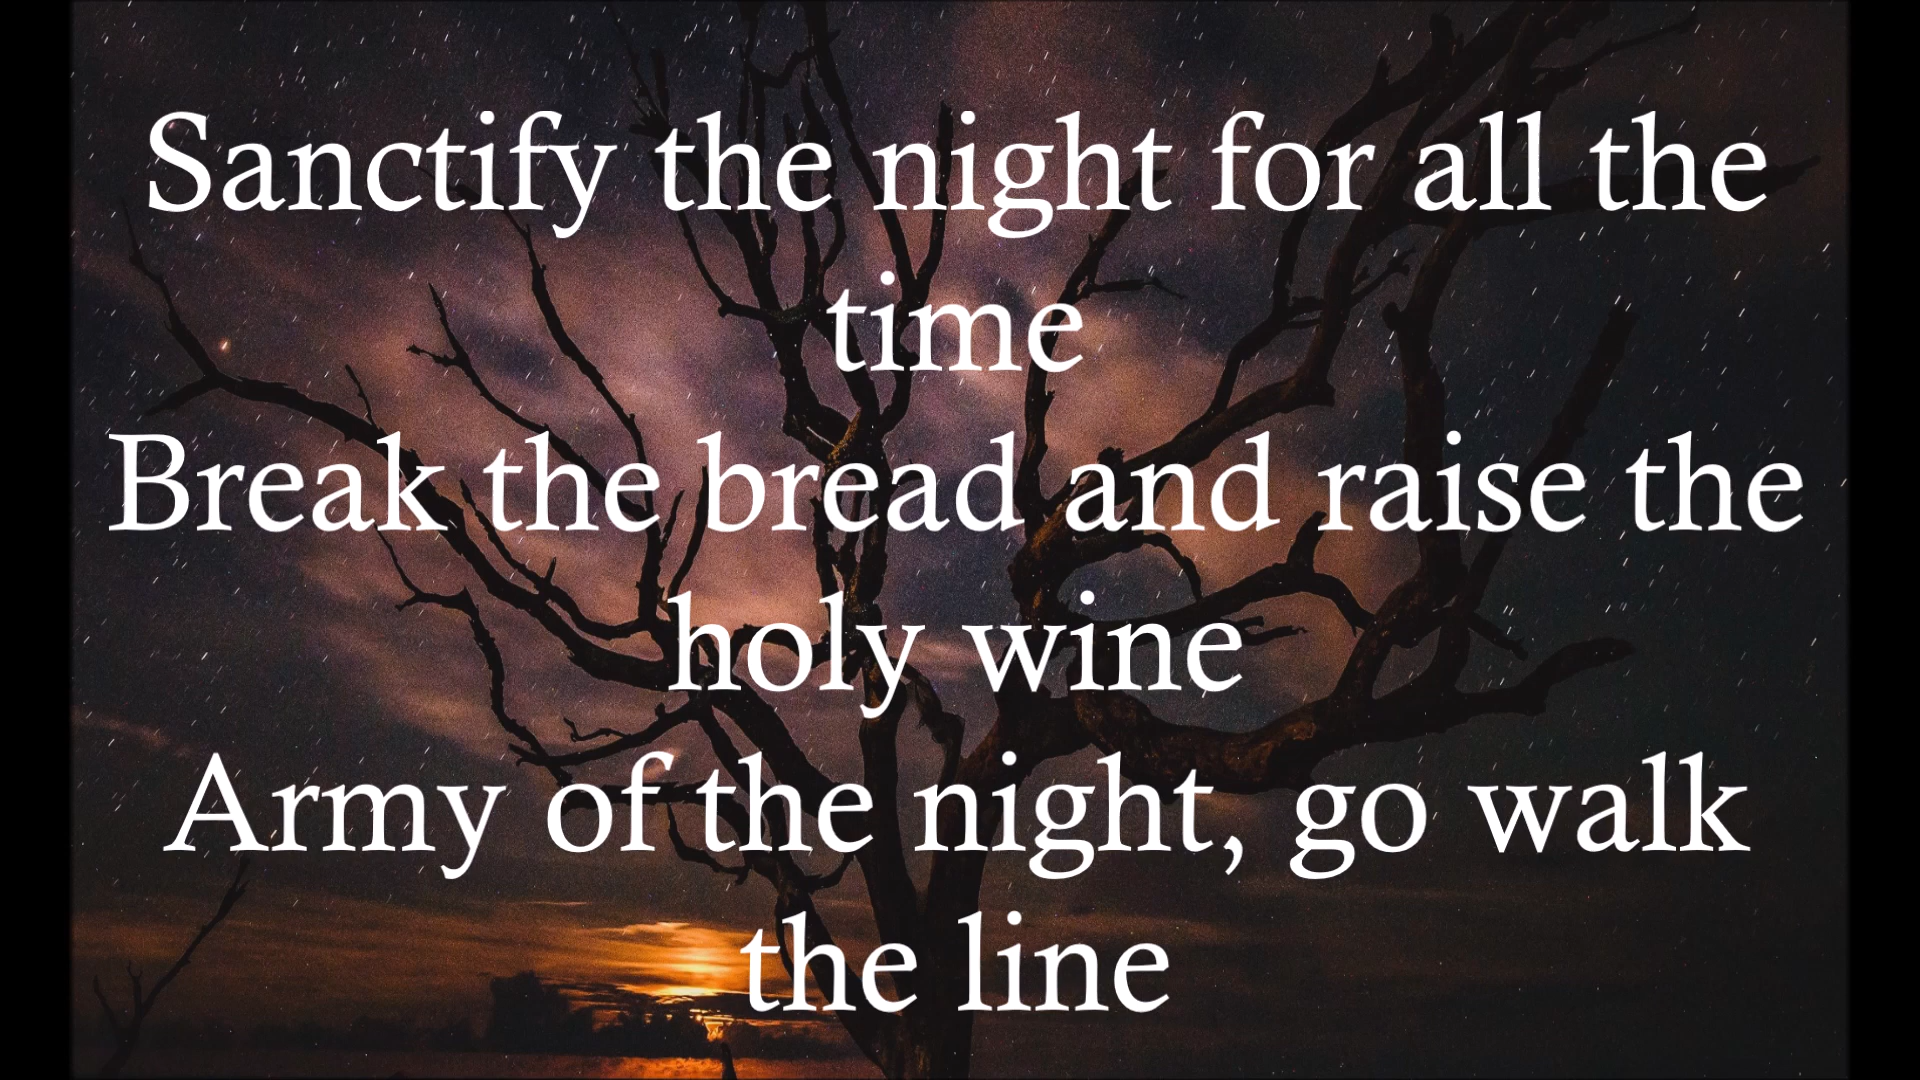 Sanctify the night for all the
time
Break the bread and raise the
holy wine
Army of the night, go walk
the line